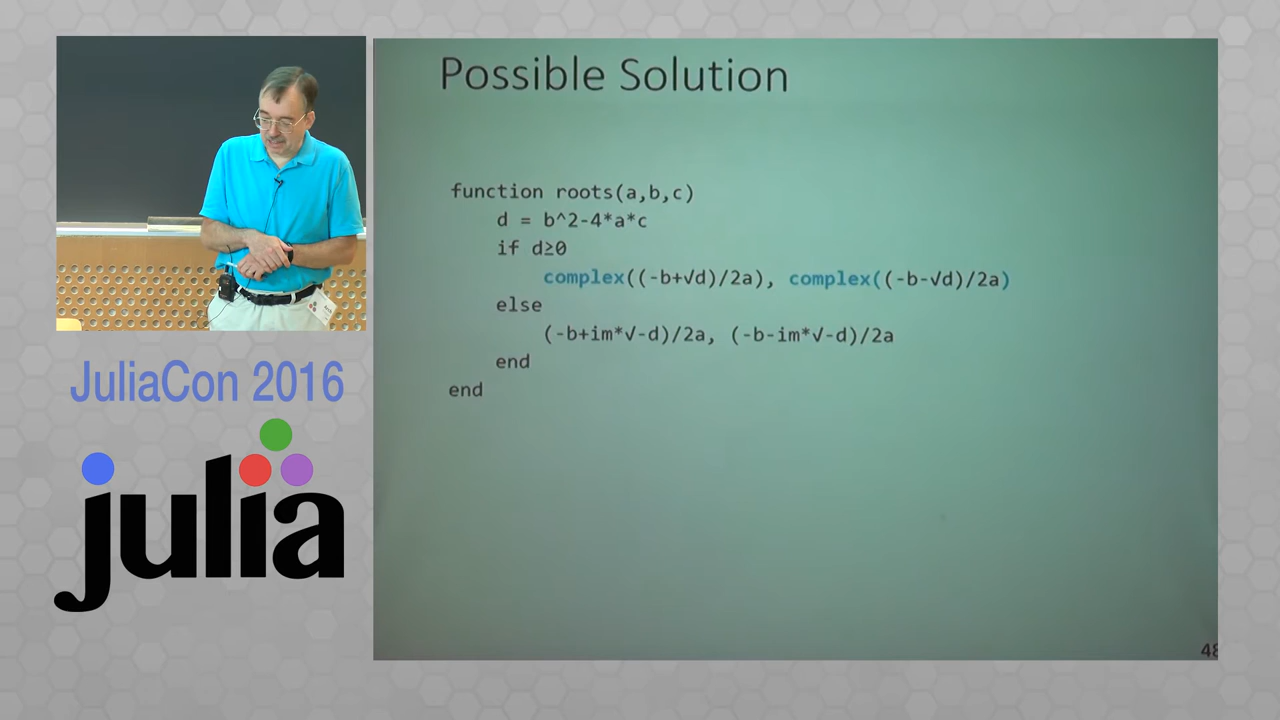 Possible Solution
function roots(a,b,c)
d = b^2-4*a*c
if d≥0
complex((-b+√d)/2a), complex((-b-√d)/2a)
else
(-b+im*√-d)/2a, (-b-im*√-d)/2a
end
end
48
JuliaCon 2016
julia